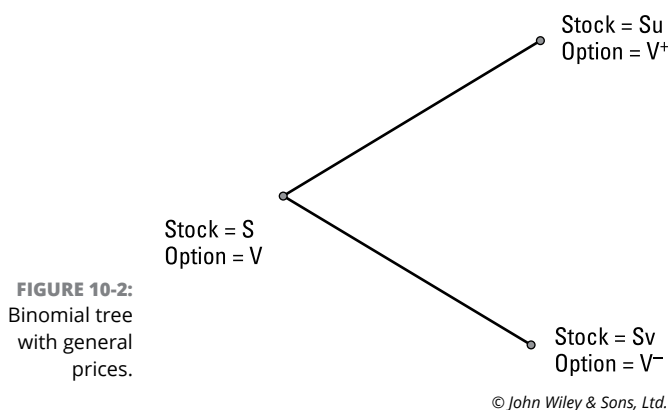 Stock = Su
Option = V⁺
Stock = S
Option = V
FIGURE 10-2:
Binomial tree
with general
prices.
Stock = Sv
Option = V⁻
© John Wiley & Sons, Ltd.